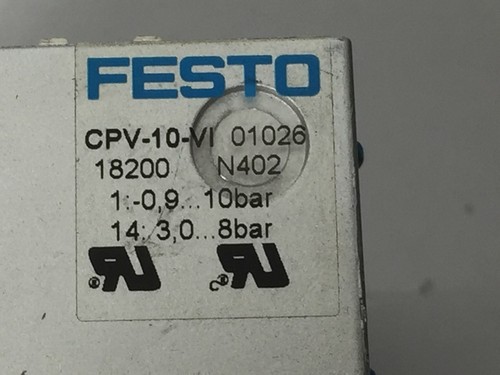 FESTO
CPV-10-VI 01026
18200 N402
1:-0,9...10bar
14: 3,0...8bar